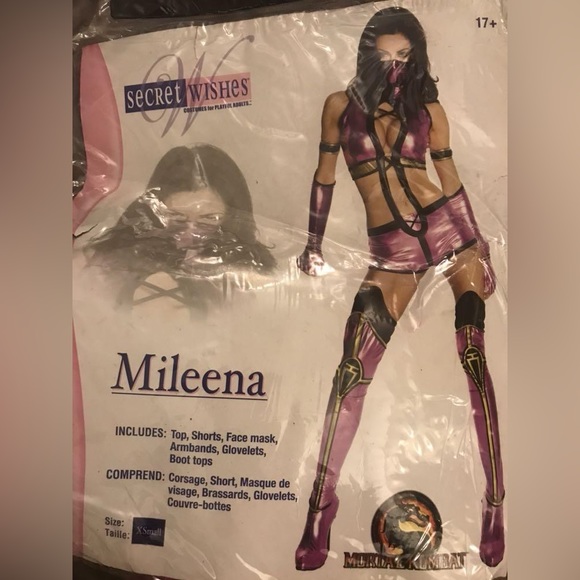 17+
W
SECRET WISHES
COSTUMES for PLAYFUL ADULTS™
Mileena
INCLUDES: Top, Shorts, Face mask,
Armbands, Glovelets,
Boot tops
COMPREND: Corsage, Short, Masque de
visage, Brassards, Glovelets,
Couvre-bottes
Size:
Taille:
XSmall
MORTAL KOMBAT